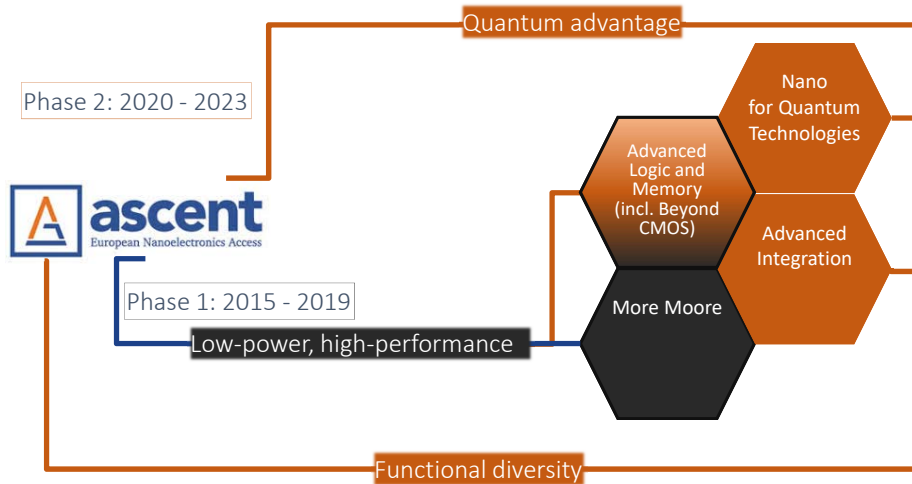 Quantum advantage
Phase 2: 2020 - 2023
Nano
for Quantum
Technologies
Advanced
Logic and
Memory
(incl. Beyond
CMOS)
ascent
European Nanoelectronics Access
Advanced
Integration
Phase 1: 2015 - 2019
More Moore
Low-power, high-performance
Functional diversity